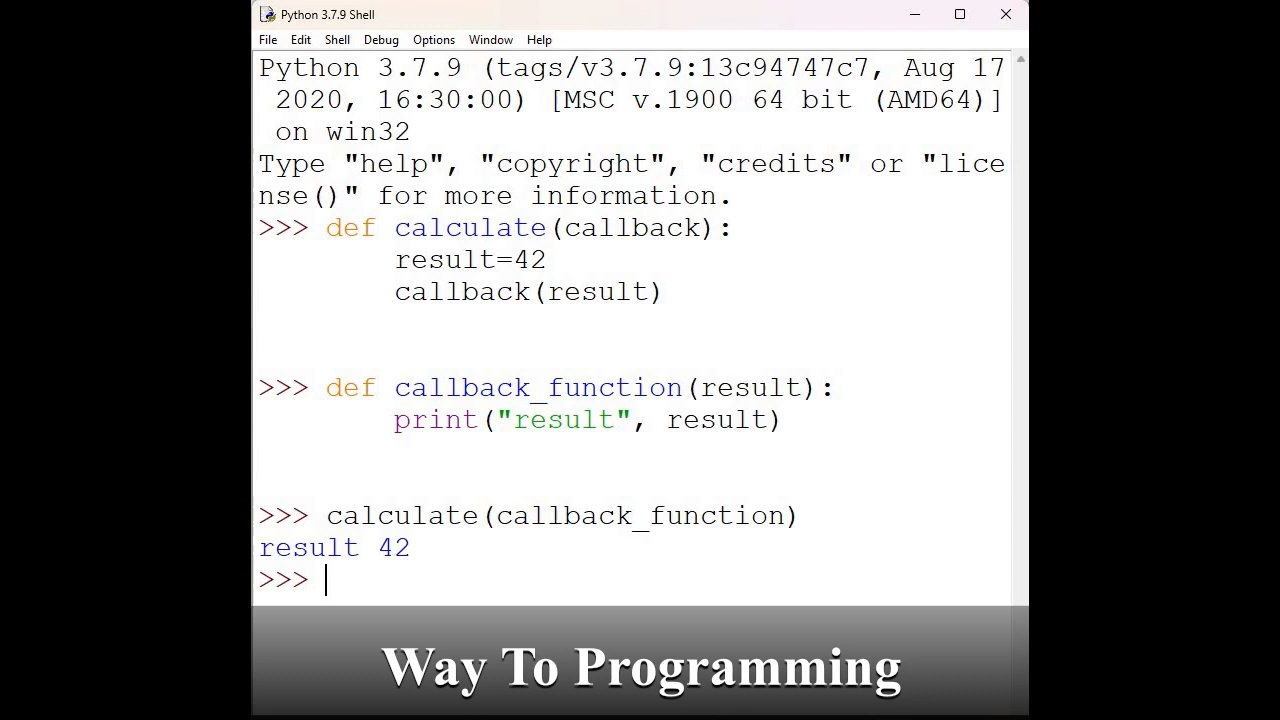 Python 3.7.9 Shell
File Edit Shell Debug Options Window Help
Python 3.7.9 (tags/v3.7.9:13c94747c7, Aug 17
 2020, 16:30:00) [MSC v.1900 64 bit (AMD64)]
 on win32
Type "help", "copyright", "credits" or "lice
nse()" for more information.
>>> def calculate(callback):
        result=42
        callback(result)
>>> def callback_function(result):
        print("result", result)
>>> calculate(callback_function)
result 42
>>>
Way To Programming